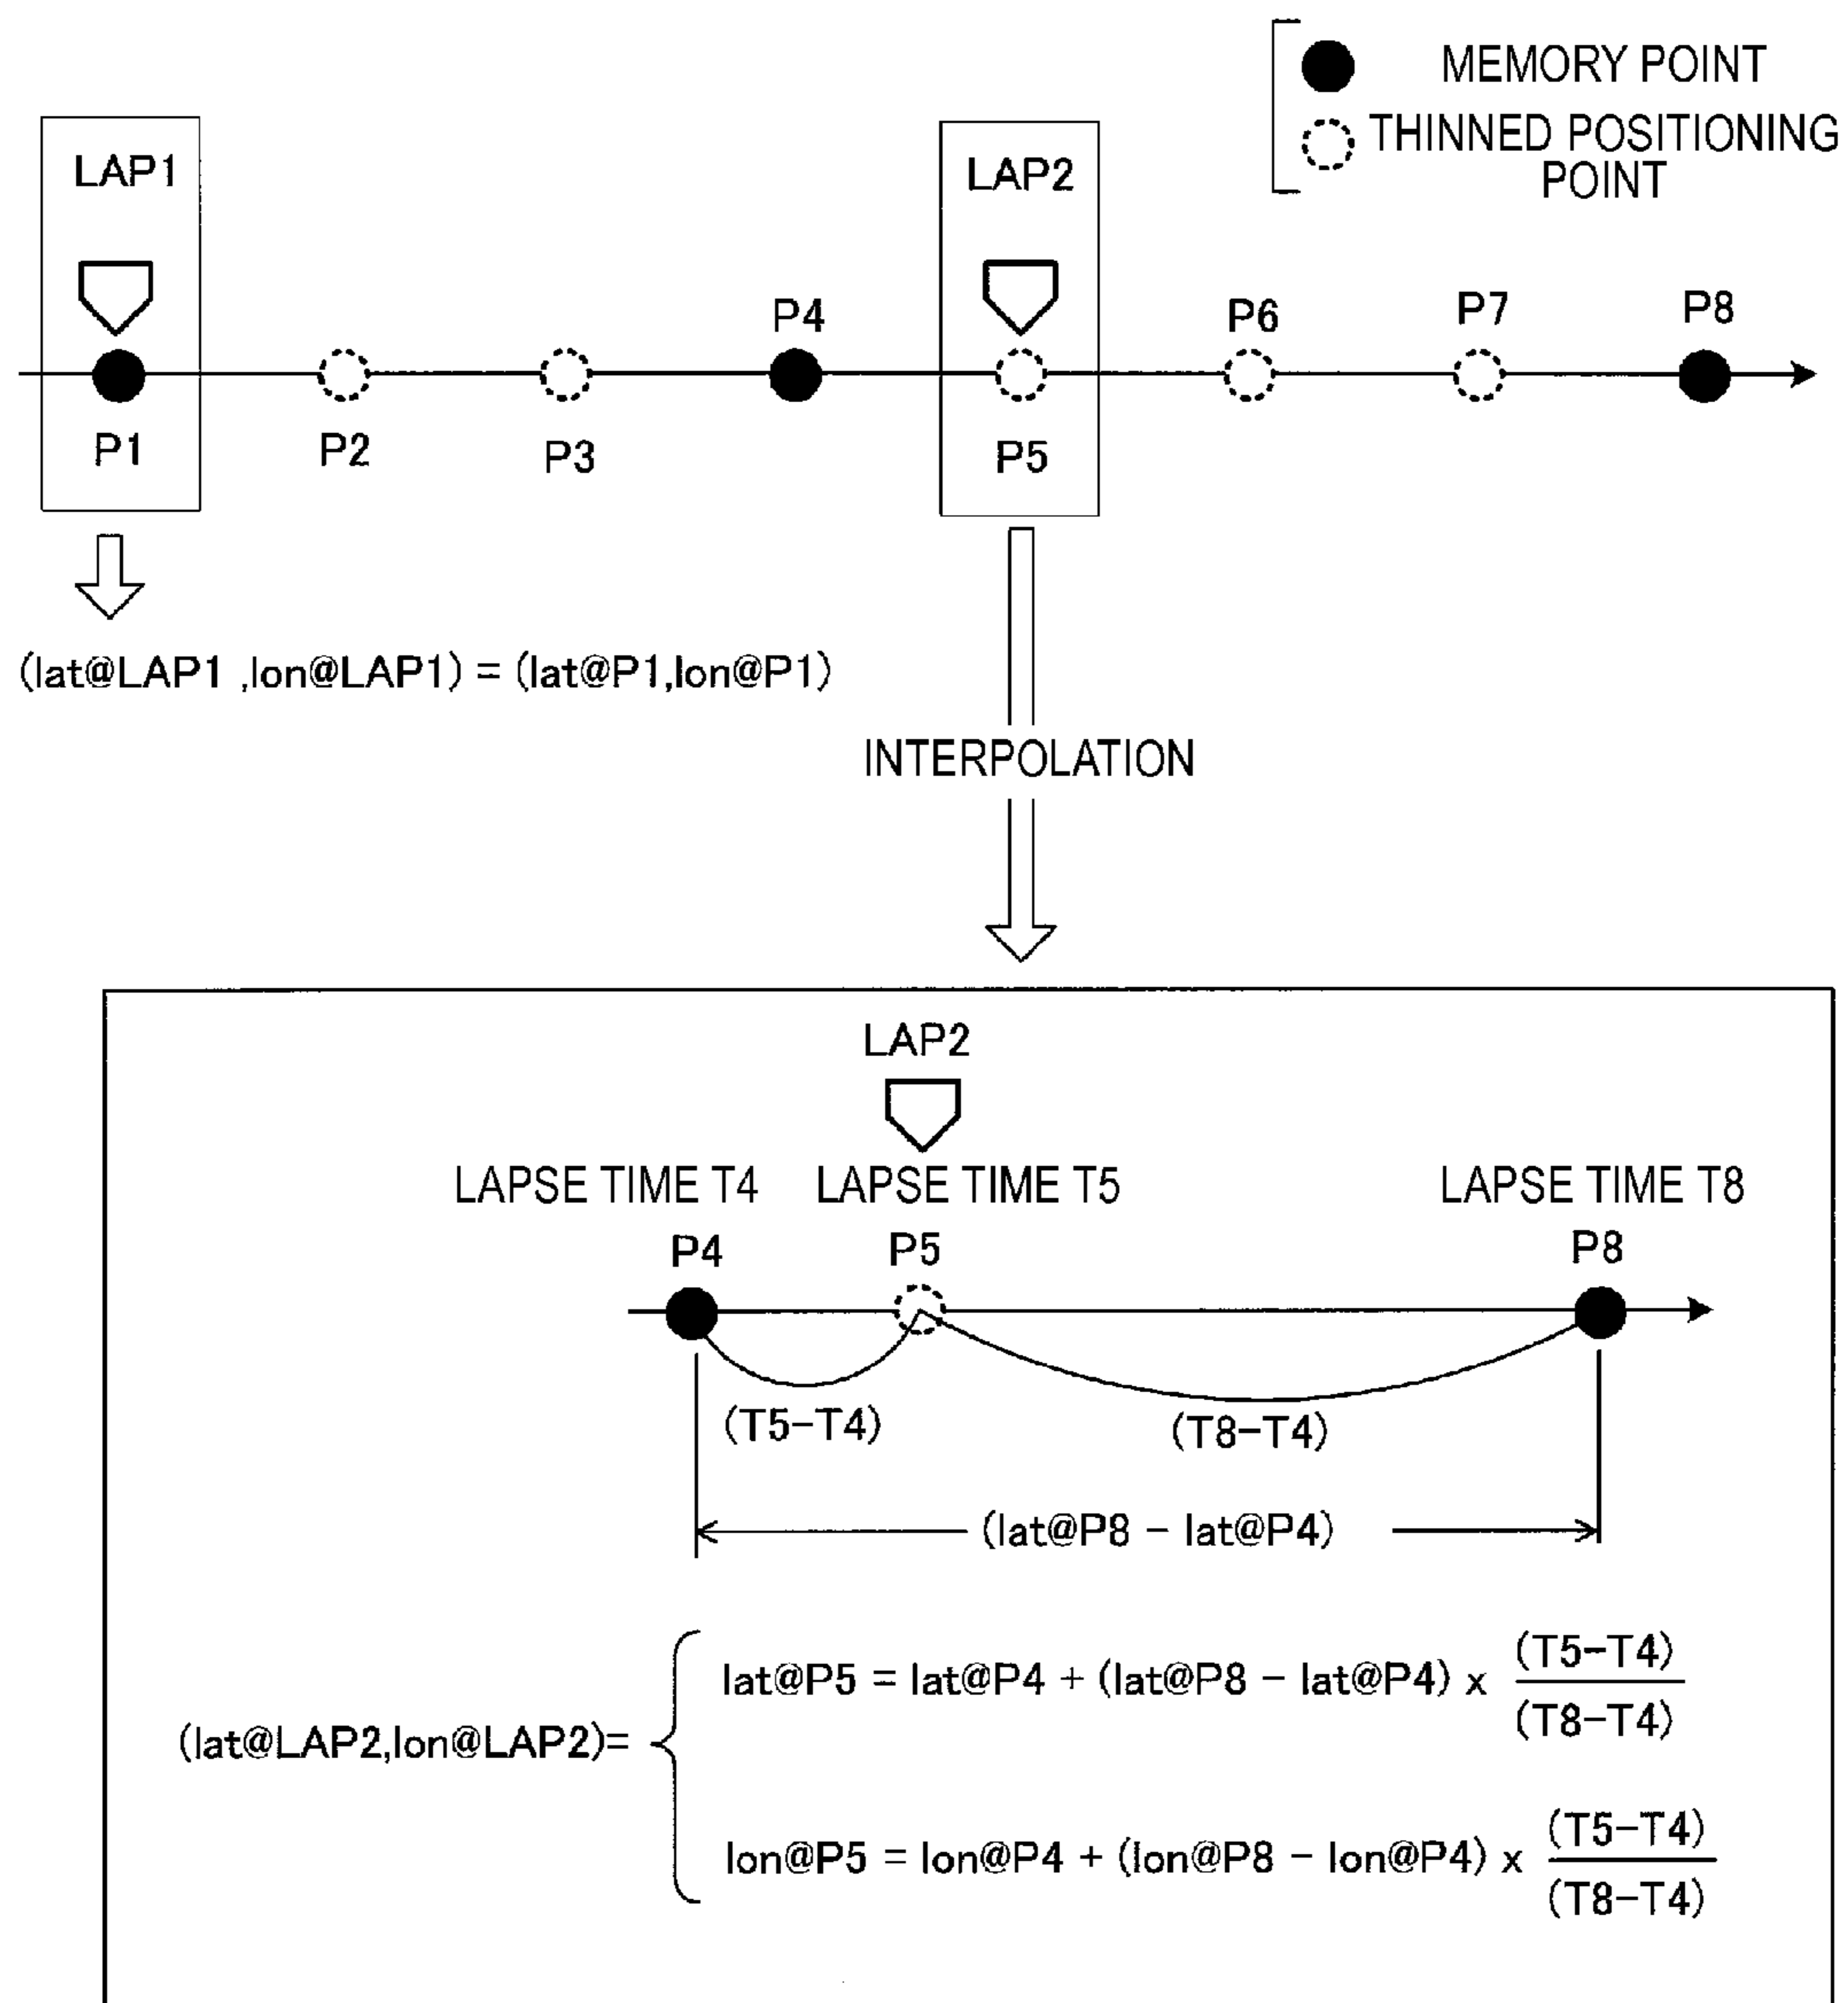 MEMORY POINT
THINNED POSITIONING
POINT
LAP1
LAP2
P4
P6
P7
P8
P1
P2
P3
P5
(lat@LAP1 ,lon@LAP1) = (lat@P1,lon@P1)
INTERPOLATION
LAP2
LAPSE TIME T4
LAPSE TIME T5
LAPSE TIME T8
P4
P5
P8
(T5-T4)
(T8-T4)
(lat@P8 - lat@P4)
lat@P5 = lat@P4 + (lat@P8 - lat@P4) x (T5-T4)
(T8-T4)
(lat@LAP2,lon@LAP2)=
lon@P5 = lon@P4 + (lon@P8 - lon@P4) x (T5-T4)
(T8-T4)